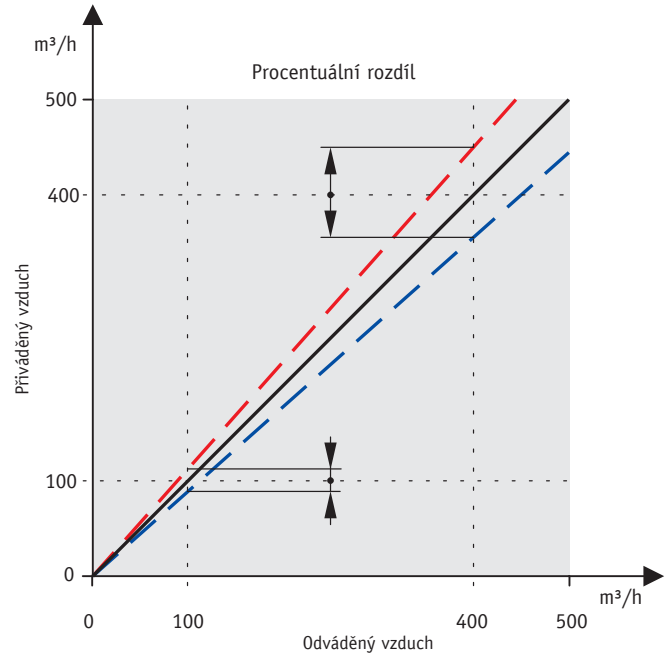 m³/h
Procentuální rozdíl
500
400
Přiváděný vzduch
100
0
m³/h
0 100 400 500
Odváděný vzduch